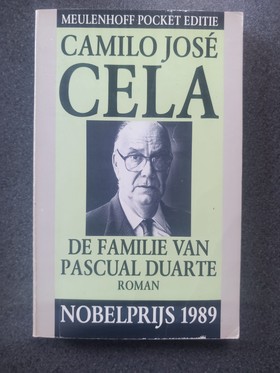 MEULENHOFF POCKET EDITIE
CAMILO JOSÉ
CELA
DE FAMILIE VAN
PASCUAL DUARTE
ROMAN
NOBELPRIJS 1989